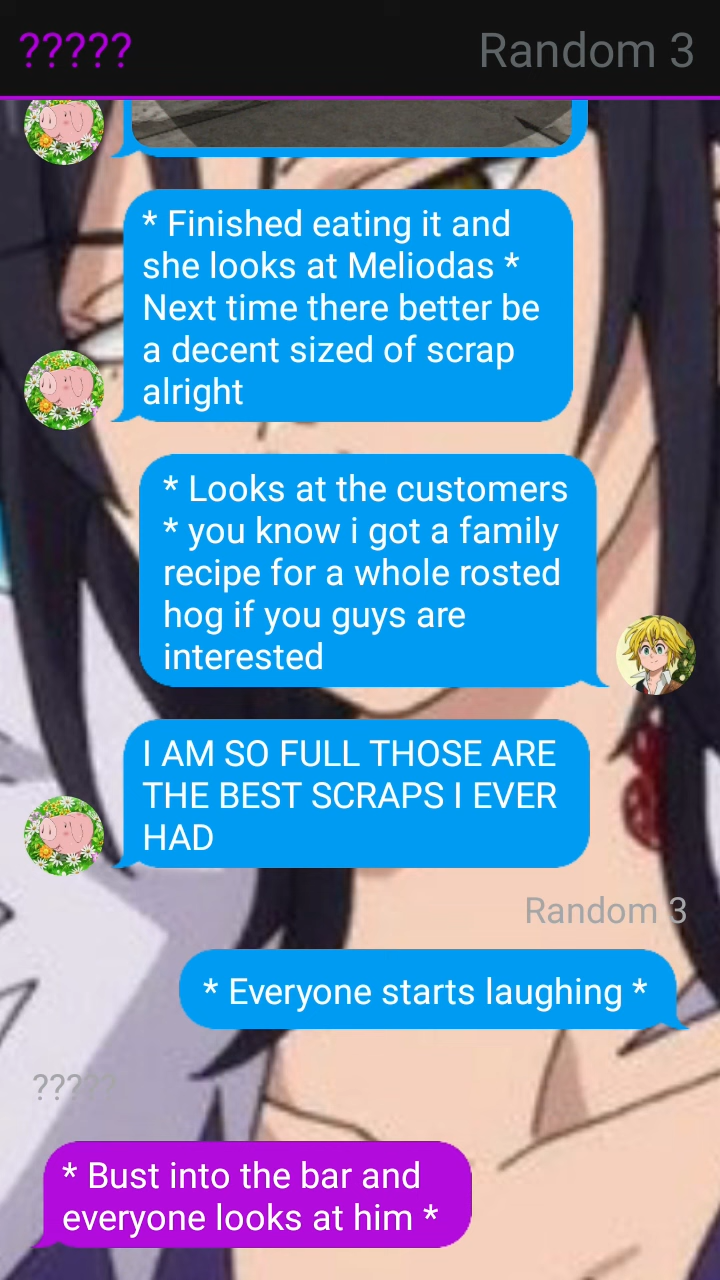 ?????
Random 3
* Finished eating it and
she looks at Meliodas *
Next time there better be
a decent sized of scrap
alright
* Looks at the customers
* you know i got a family
recipe for a whole rosted
hog if you guys are
interested
I AM SO FULL THOSE ARE
THE BEST SCRAPS I EVER
HAD
Random 3
* Everyone starts laughing *
?????
* Bust into the bar and
everyone looks at him *